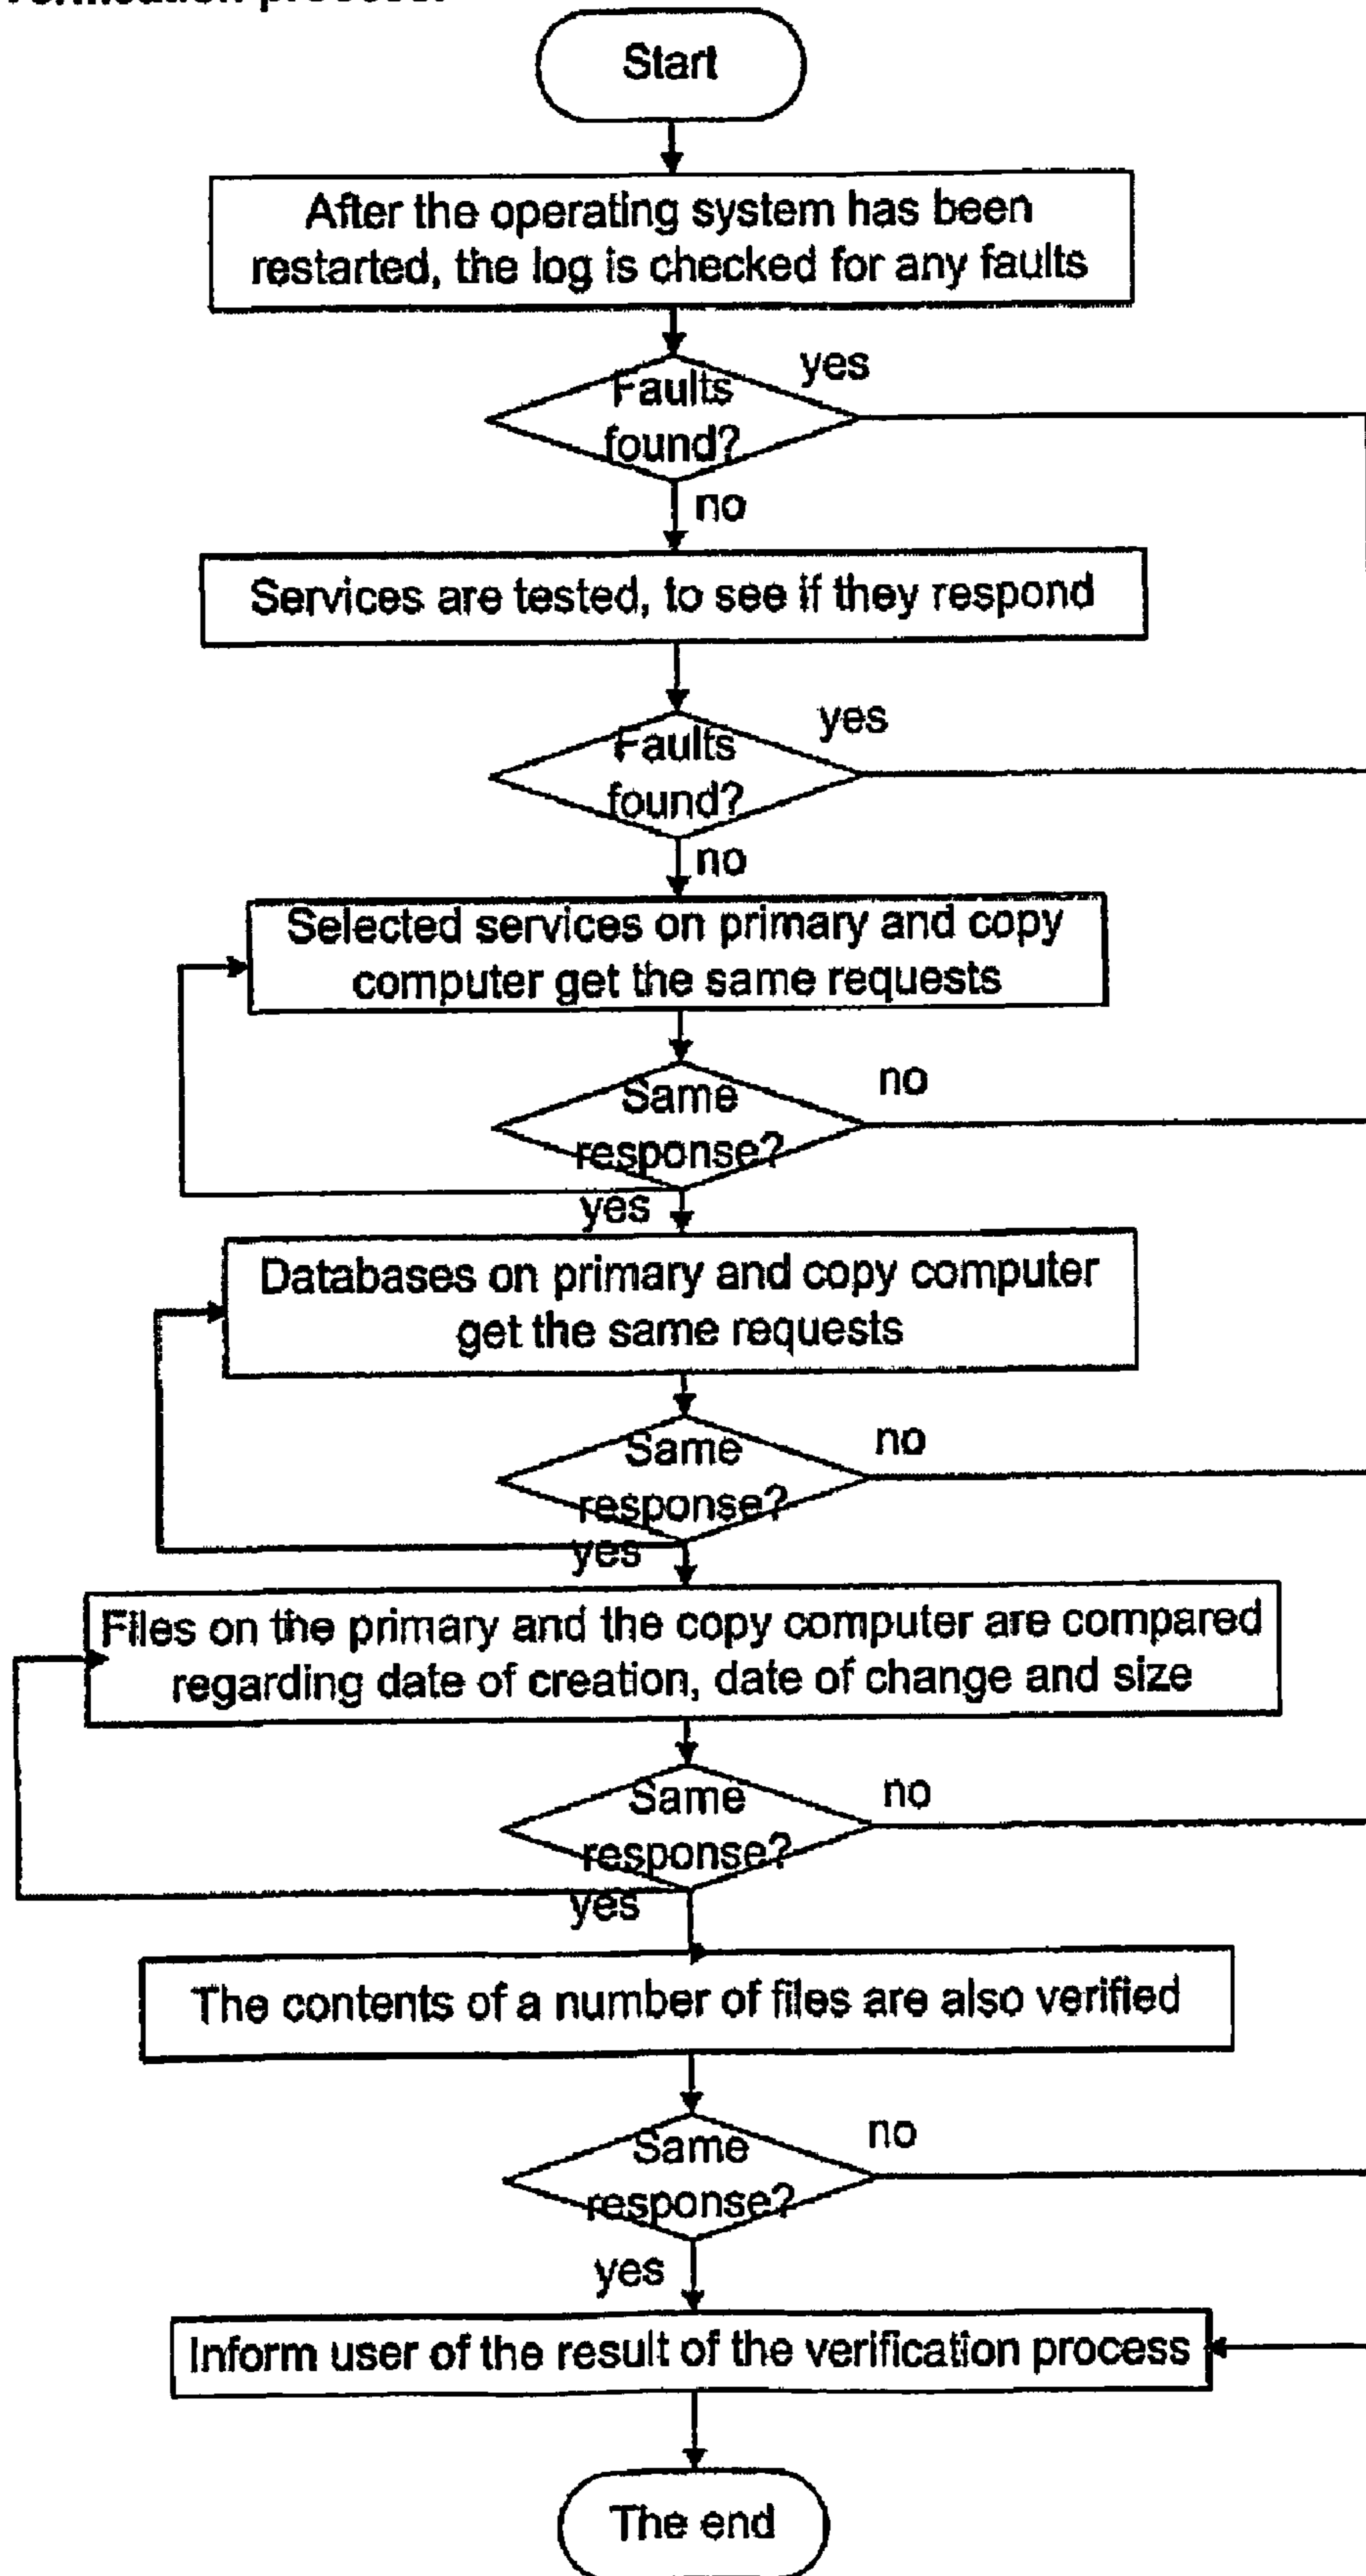 Start
After the operating system has been
restarted, the log is checked for any faults
yes
Faults
found?
no
Services are tested, to see if they respond
yes
Faults
found?
no
Selected services on primary and copy
computer get the same requests
no
Same
response?
yes
Databases on primary and copy computer
get the same requests
no
Same
response?
yes
Files on the primary and the copy computer are compared
regarding date of creation, date of change and size
no
Same
response?
yes
The contents of a number of files are also verified
no
Same
response?
yes
Inform user of the result of the verification process
The end